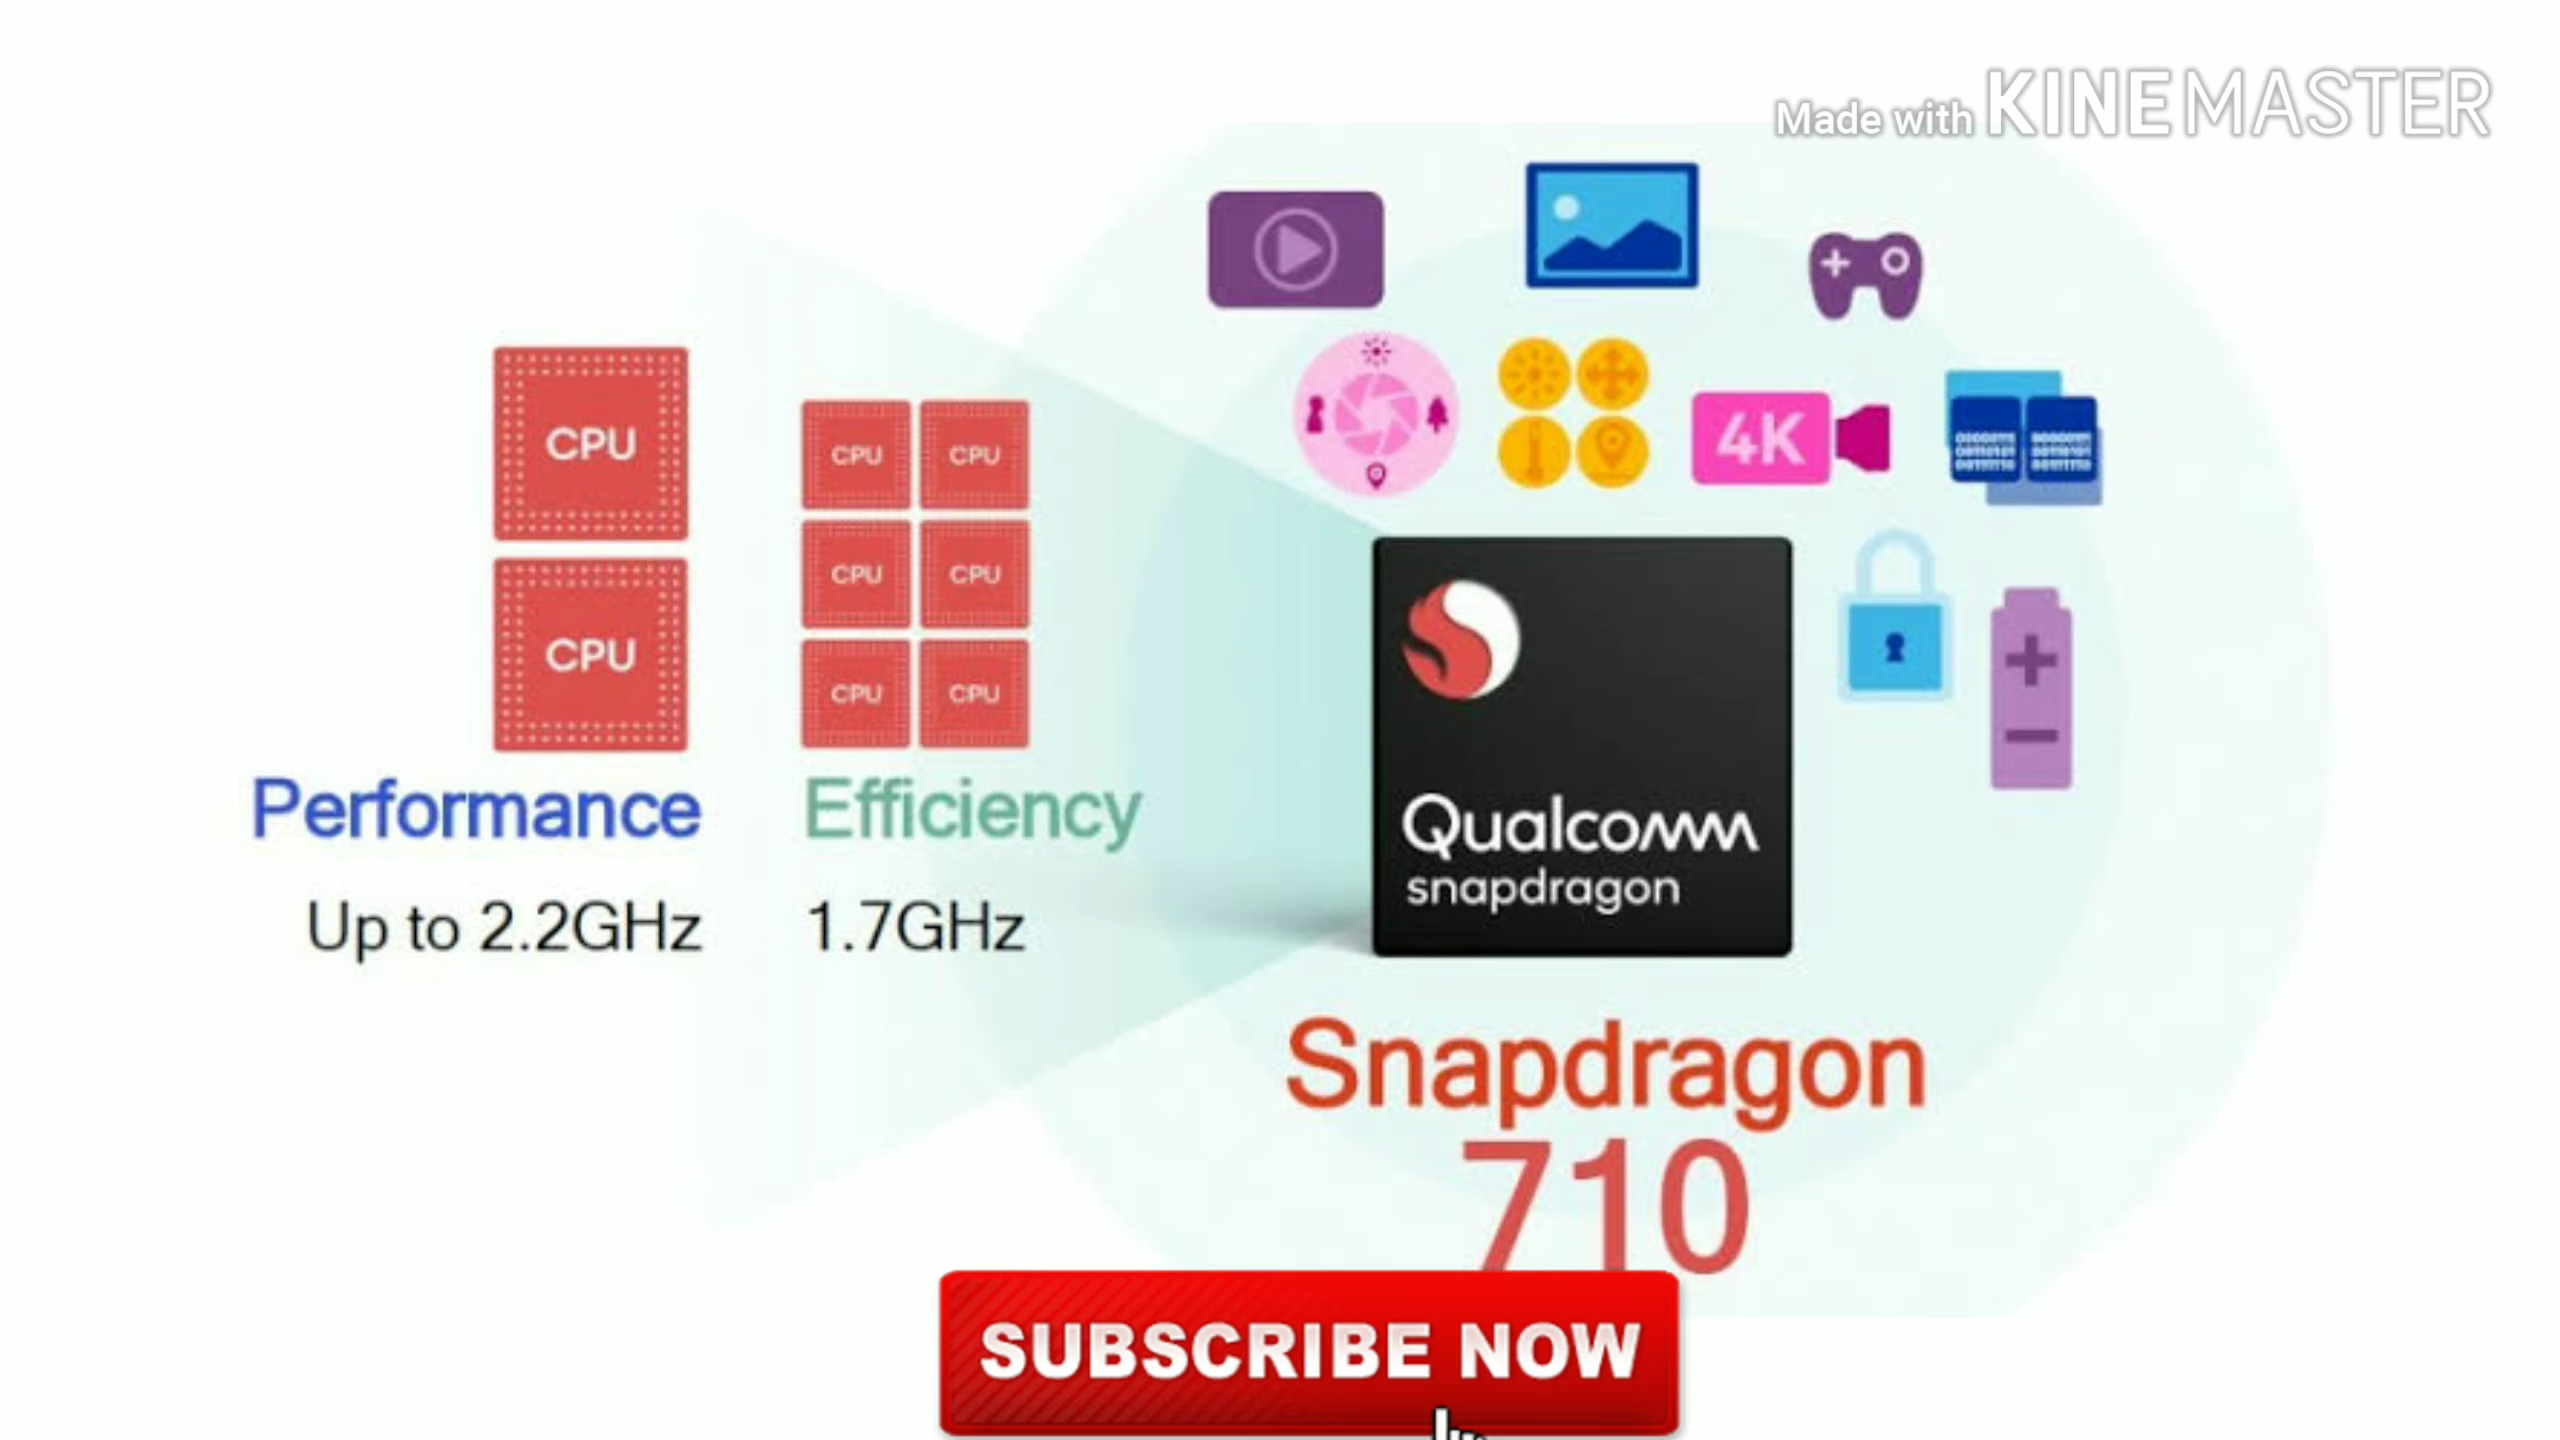 Made with KINEMASTER
CPU
CPU
CPU CPU
CPU CPU
CPU CPU
Performance
Up to 2.2GHz
Efficiency
1.7GHz
4K
Qualcomm
snapdragon
Snapdragon
710
SUBSCRIBE NOW